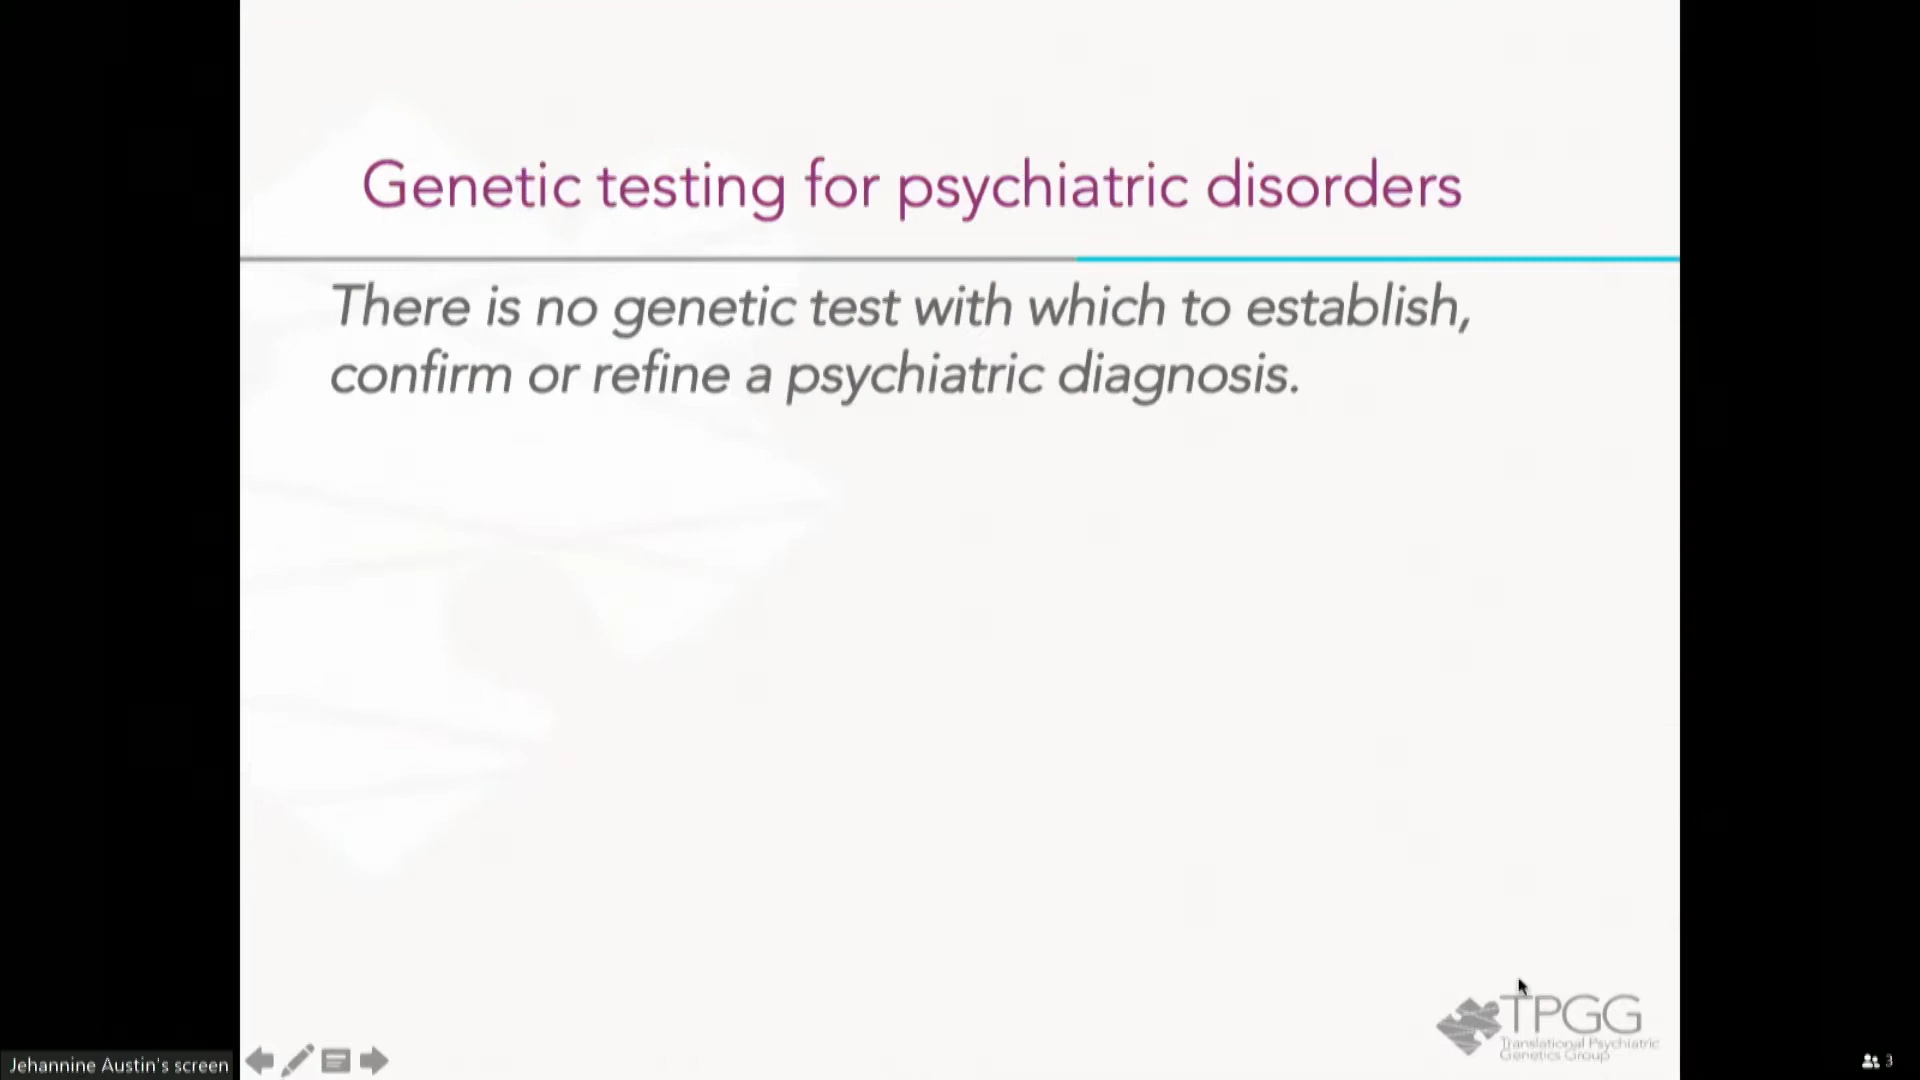 Genetic testing for psychiatric disorders
There is no genetic test with which to establish,
confirm or refine a psychiatric diagnosis.
TPGG
Translational Psychiatric
Genetics Group
Jehannine Austin's screen
3